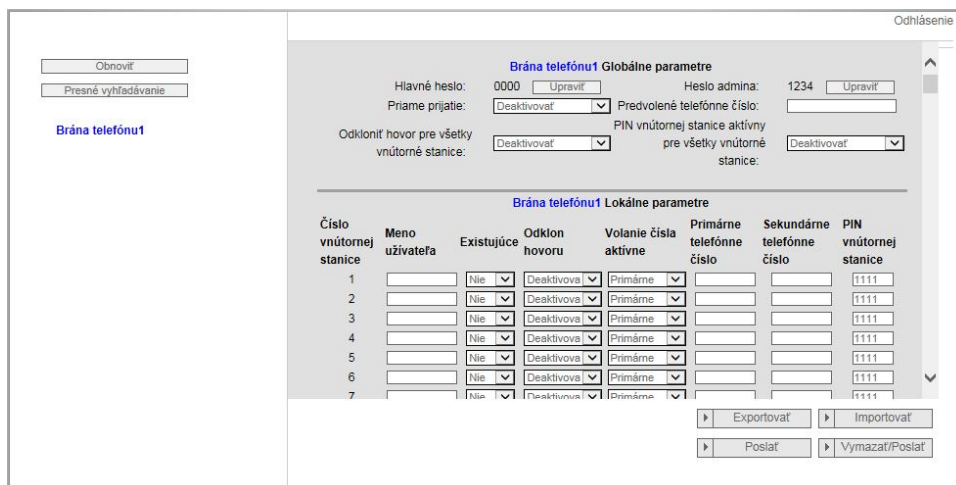 Odhlásenie
Obnoviť
Presné vyhľadávanie
Brána telefónu1
Brána telefónu1 Globálne parametre
Hlavné heslo: 0000 Upraviť Heslo admina: 1234 Upraviť
Priame prijatie: Deaktivovať Predvolené telefónne číslo:
Odkloniť hovor pre všetky vnútorné stanice: Deaktivovať
PIN vnútornej stanice aktívny pre všetky vnútorné stanice: Deaktivovať
Brána telefónu1 Lokálne parametre
Číslo vnútornej stanice Meno užívateľa Existujúce Odklon hovoru Volanie čísla aktívne Primárne telefónne číslo Sekundárne telefónne číslo PIN vnútornej stanice
1 Nie Deaktivova Primárne 1111
2 Nie Deaktivova Primárne 1111
3 Nie Deaktivova Primárne 1111
4 Nie Deaktivova Primárne 1111
5 Nie Deaktivova Primárne 1111
6 Nie Deaktivova Primárne 1111
7 Nie Deaktivova Primárne 1111
Exportovať Importovať
Poslať Vymazať/Poslať